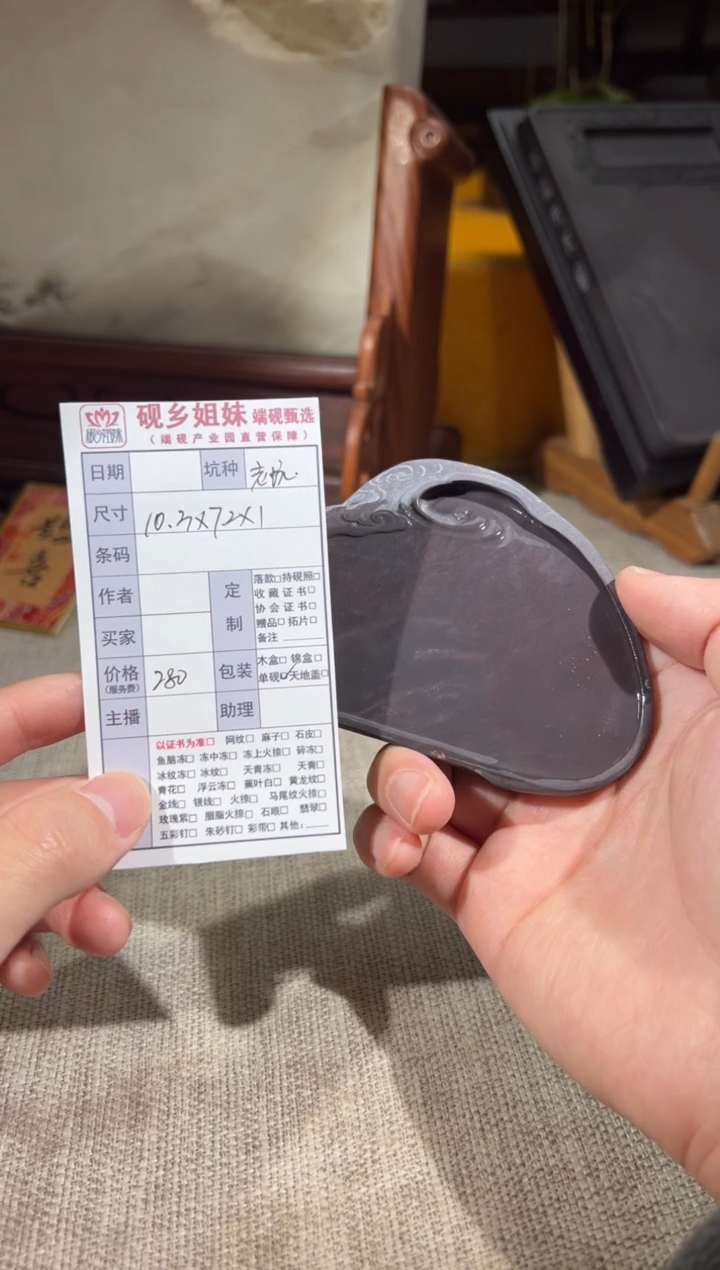 砚乡姐妹 端砚甄选
砚乡姐妹
(端砚产业园直营保障)
日期 坑种 老坑
尺寸 10.3X7.2X1
条码
作者 定制 落款□ 持砚照□
收藏证书□
协会证书□
买家 赠品□ 拓片□
备注
价格 (服务费) 280 包装 木盒□ 锦盒□
单砚□ 天地盖□
主播 助理
以证书为准□ 网纹□ 麻子□ 石皮□
鱼脑冻□ 冻中冻□ 冻上火捺□ 碎冻□
冰纹冻□ 冰纹□ 天青冻□ 天青□
青花□ 浮云冻□ 蕉叶白□ 黄龙纹□
金线□ 银线□ 火捺□ 马尾纹火捺□
玫瑰紫□ 胭脂火捺□ 石眼□ 翡翠□
五彩钉□ 朱砂钉□ 彩带□ 其他: